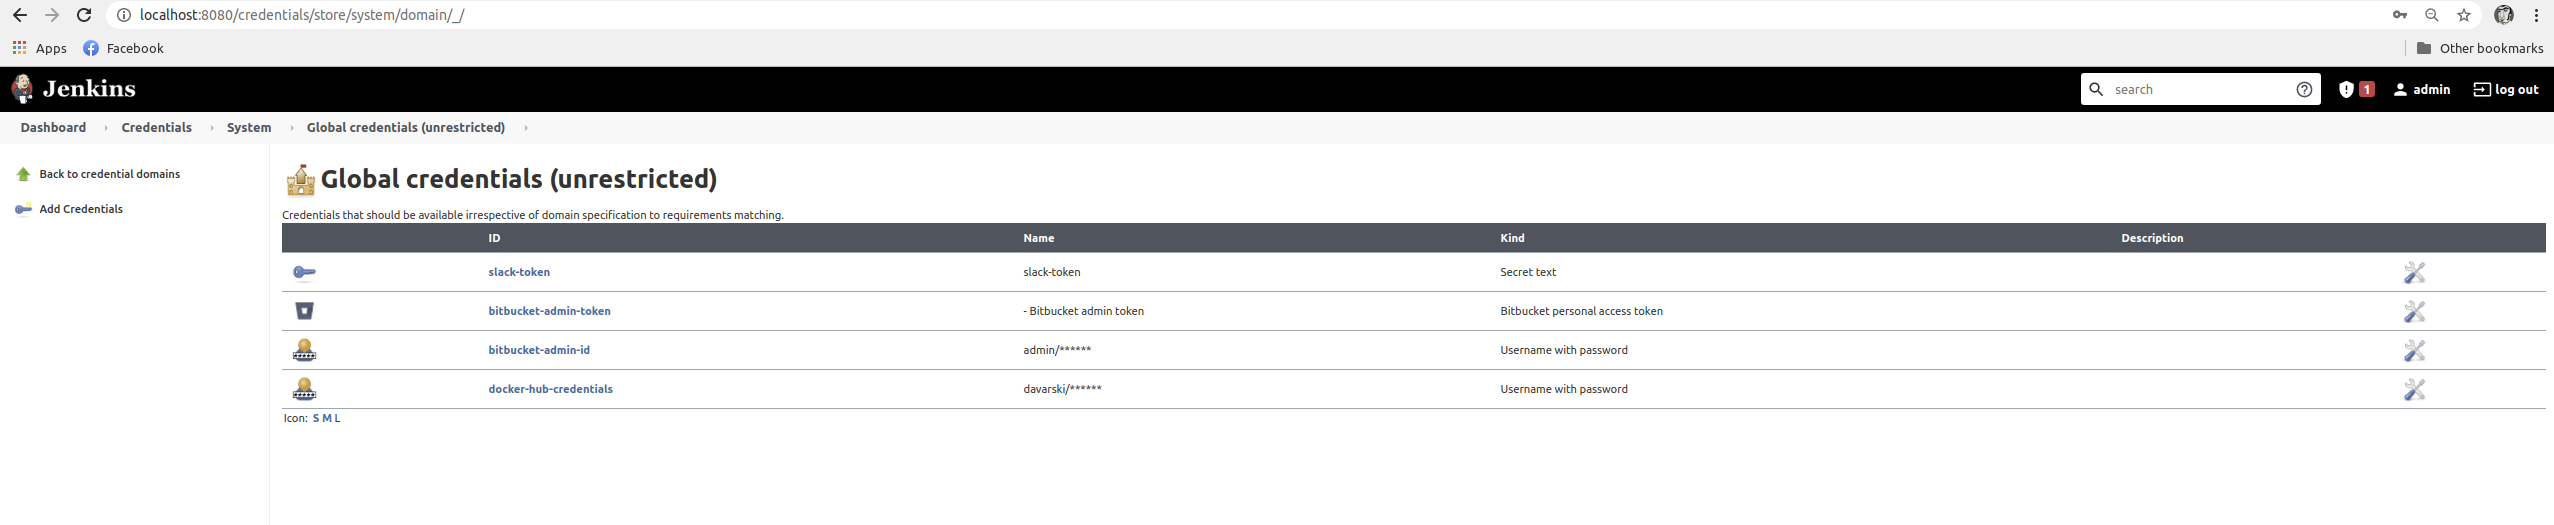 localhost:8080/credentials/store/system/domain/_/
Apps Facebook Other bookmarks
Jenkins search 1 admin log out
Dashboard Credentials System Global credentials (unrestricted)
Back to credential domains
Add Credentials
Global credentials (unrestricted)
Credentials that should be available irrespective of domain specification to requirements matching.
ID Name Kind Description
slack-token slack-token Secret text
bitbucket-admin-token - Bitbucket admin token Bitbucket personal access token
bitbucket-admin-id admin/****** Username with password
docker-hub-credentials davarski/****** Username with password
Icon: S M L